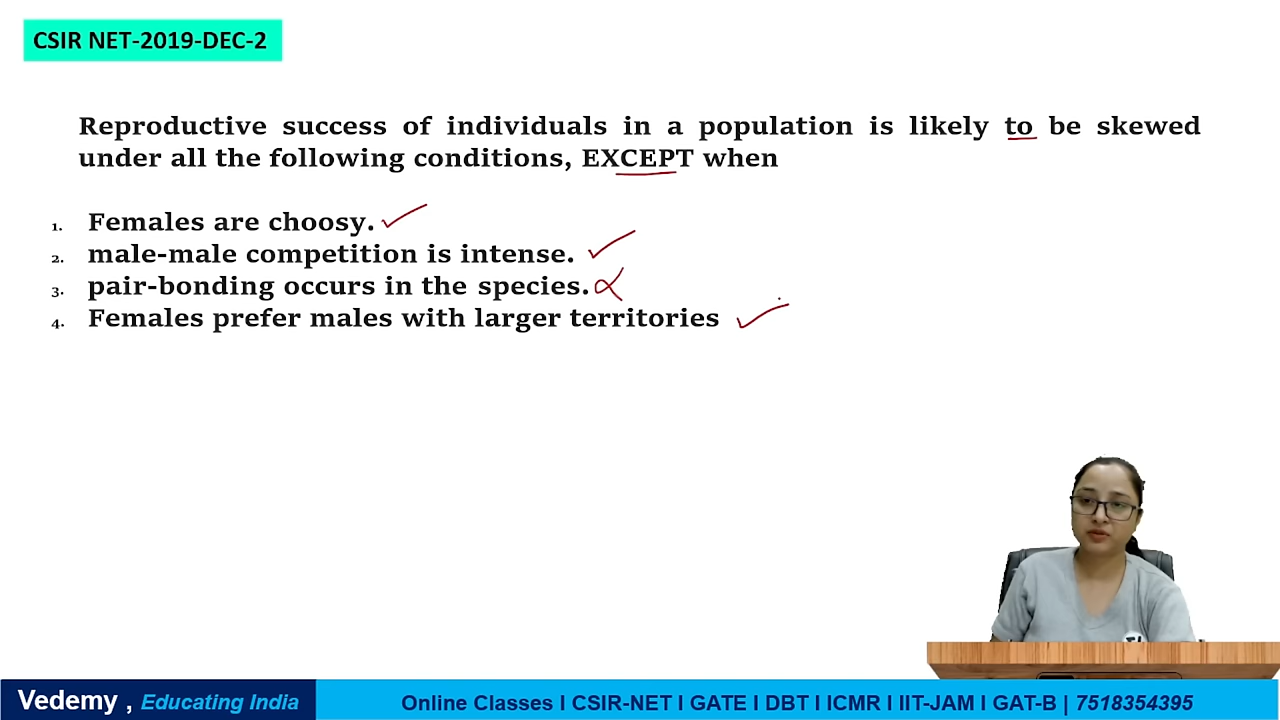 CSIR NET-2019-DEC-2
Reproductive success of individuals in a population is likely to be skewed
under all the following conditions, EXCEPT when
1. Females are choosy.
2. male-male competition is intense.
3. pair-bonding occurs in the species.
4. Females prefer males with larger territories
Vedemy , Educating India
Online Classes I CSIR-NET I GATE I DBT I ICMR I IIT-JAM I GAT-B | 7518354395